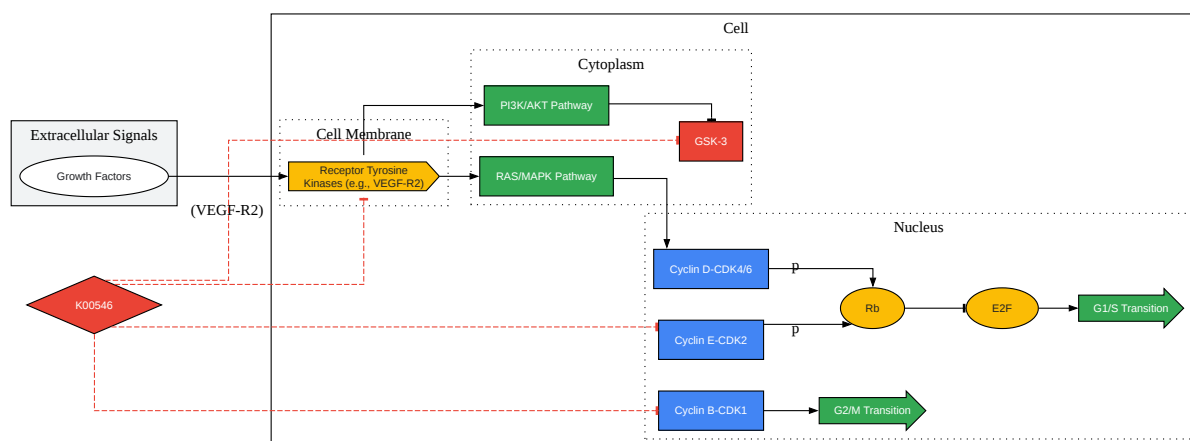 Cell
Cytoplasm
PI3K/AKT Pathway
Extracellular Signals
Cell Membrane
GSK-3
Growth Factors
Receptor Tyrosine
Kinases (e.g., VEGF-R2)
RAS/MAPK Pathway
(VEGF-R2)
Nucleus
Cyclin D-CDK4/6
p
K00546
Rb
E2F
G1/S Transition
Cyclin E-CDK2
p
Cyclin B-CDK1
G2/M Transition